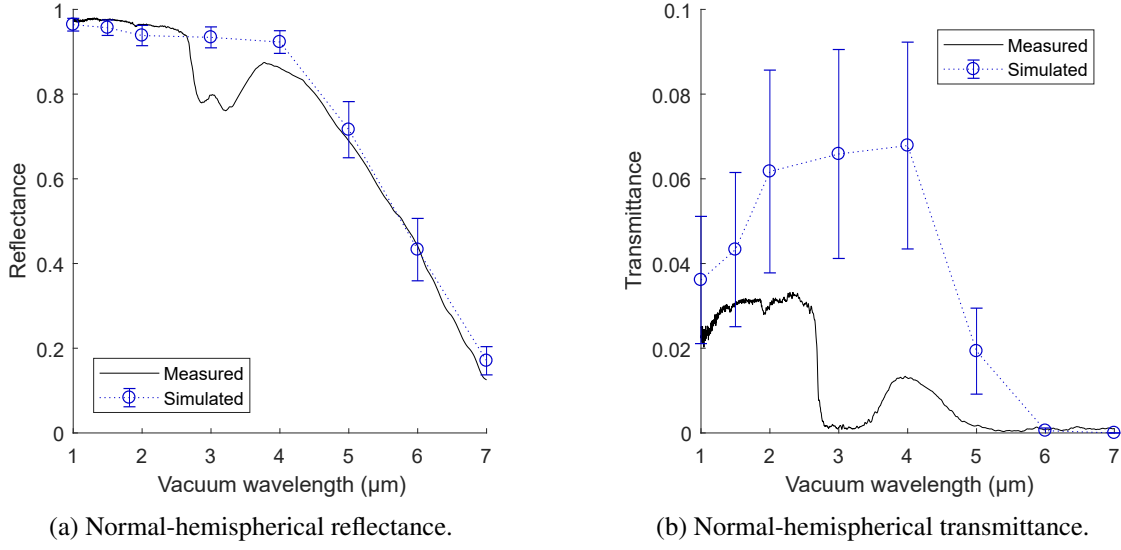 1
0.8
0.6
0.4
0.2
0
Reflectance
Measured
Simulated
1 2 3 4 5 6 7
Vacuum wavelength (μm)
(a) Normal-hemispherical reflectance.
0.1
0.08
0.06
0.04
0.02
0
Transmittance
Measured
Simulated
1 2 3 4 5 6 7
Vacuum wavelength (μm)
(b) Normal-hemispherical transmittance.